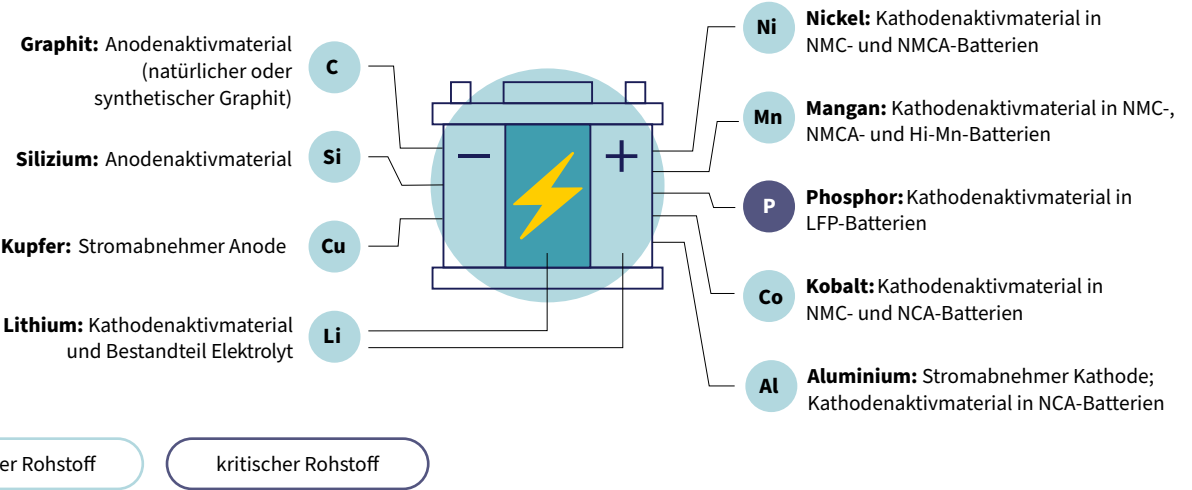 Graphit: Anodenaktivmaterial
(natürlicher oder
synthetischer Graphit)
C
Silizium: Anodenaktivmaterial
Si
Kupfer: Stromabnehmer Anode
Cu
Lithium: Kathodenaktivmaterial
und Bestandteil Elektrolyt
Li
− +
Ni
Nickel: Kathodenaktivmaterial in
NMC- und NMCA-Batterien
Mn
Mangan: Kathodenaktivmaterial in NMC-,
NMCA- und Hi-Mn-Batterien
P
Phosphor: Kathodenaktivmaterial in
LFP-Batterien
Co
Kobalt: Kathodenaktivmaterial in
NMC- und NCA-Batterien
Al
Aluminium: Stromabnehmer Kathode;
Kathodenaktivmaterial in NCA-Batterien
er Rohstoff
kritischer Rohstoff